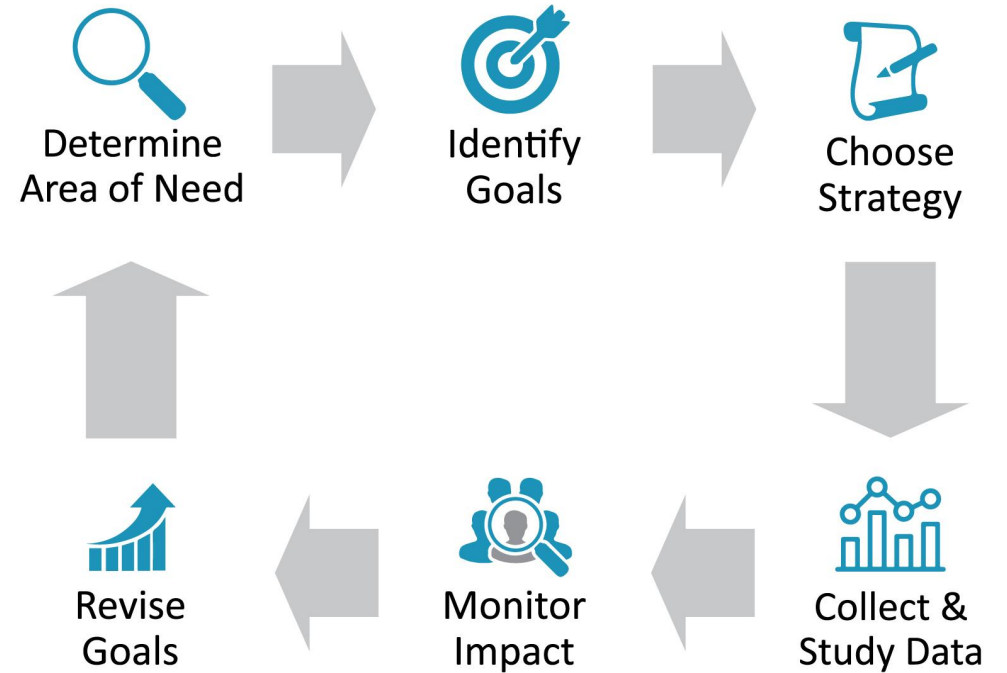 Determine
Area of Need
Identify
Goals
Choose
Strategy
Revise
Goals
Monitor
Impact
Collect &
Study Data